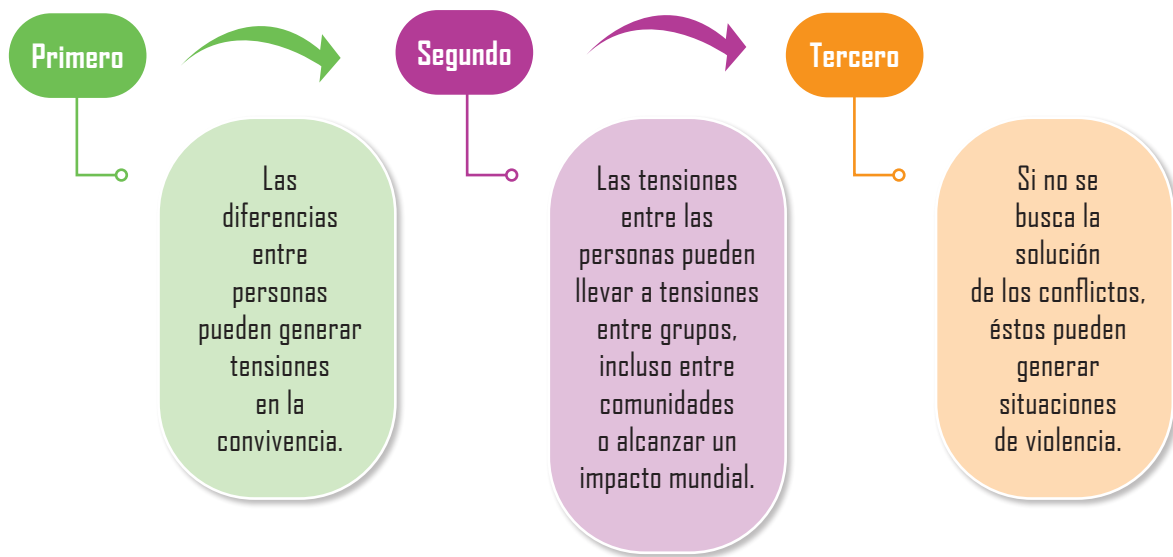 Primero
Las
diferencias
entre
personas
pueden generar
tensiones
en la
convivencia.
Segundo
Las tensiones
entre las
personas pueden
llevar a tensiones
entre grupos,
incluso entre
comunidades
o alcanzar un
impacto mundial.
Tercero
Si no se
busca la
solución
de los conflictos,
éstos pueden
generar
situaciones
de violencia.